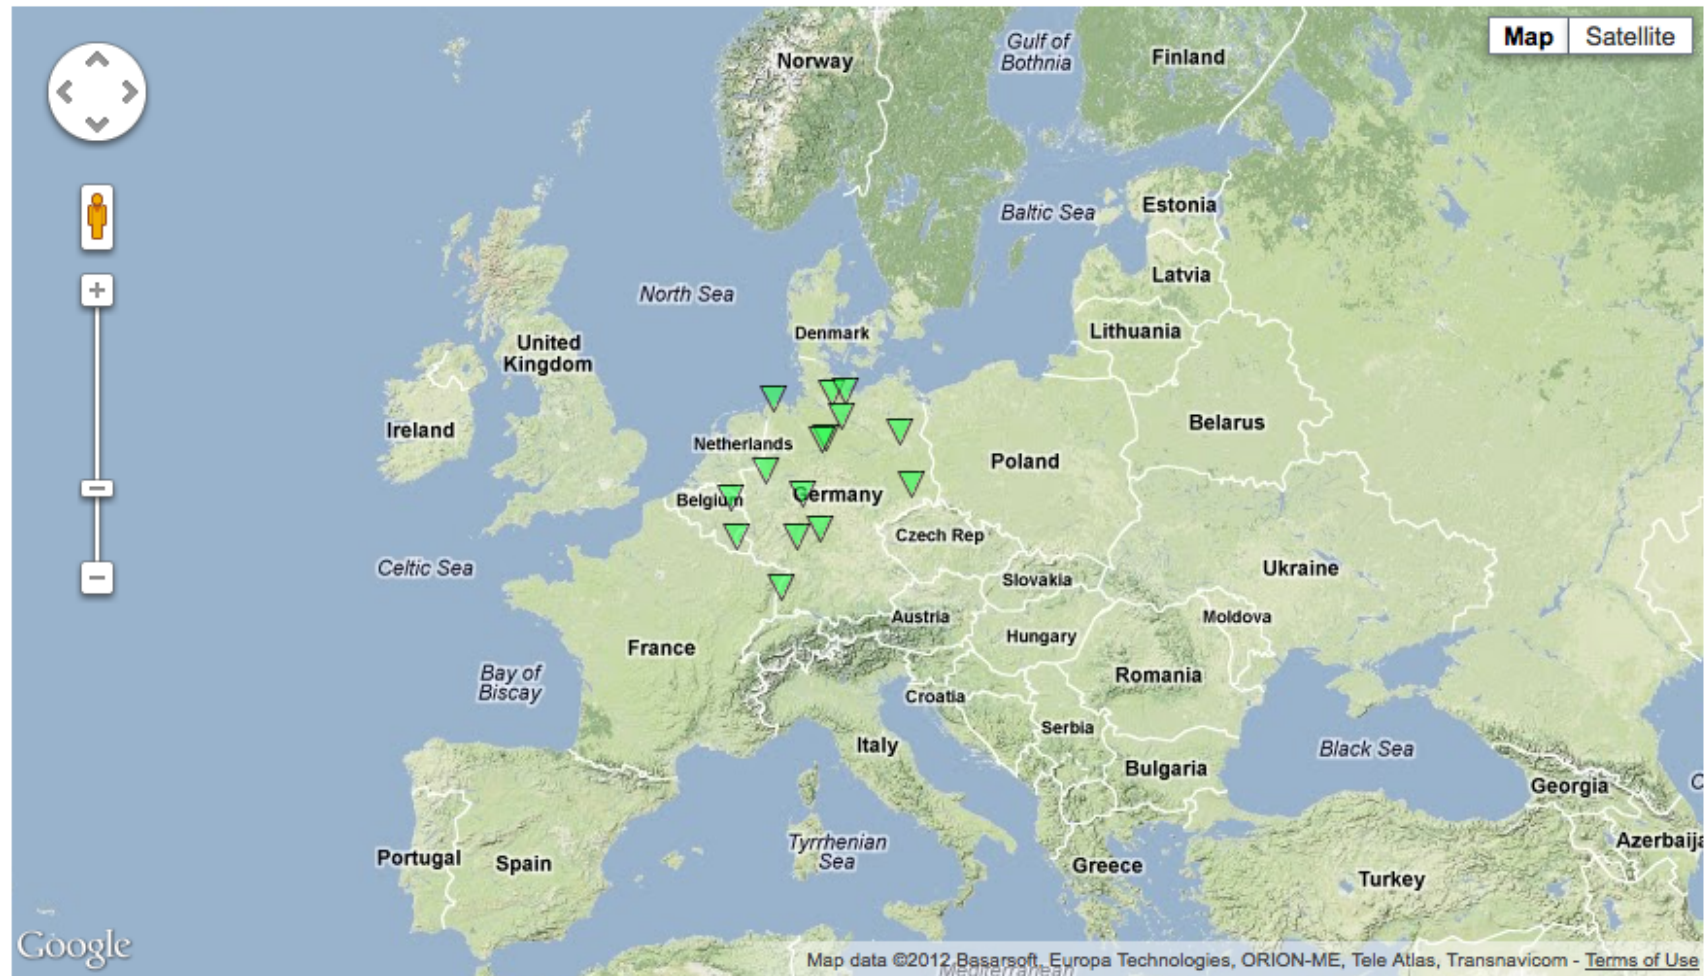 Map Satellite
Norway
Gulf of
Bothnia
Finland
Baltic Sea
Estonia
Latvia
North Sea
Denmark
Lithuania
United
Kingdom
Ireland
Netherlands
Belarus
Poland
Belgium
Germany
Czech Rep
Celtic Sea
Slovakia
Ukraine
Austria
Moldova
France
Hungary
Bay of
Biscay
Romania
Croatia
Serbia
Italy
Black Sea
Bulgaria
Georgia
Tyrrhenian
Sea
Azerbaija
Portugal
Spain
Greece
Turkey
Google
Map data ©2012 Basarsoft, Europa Technologies, ORION-ME, Tele Atlas, Transnavicom - Terms of Use
Mediterranean